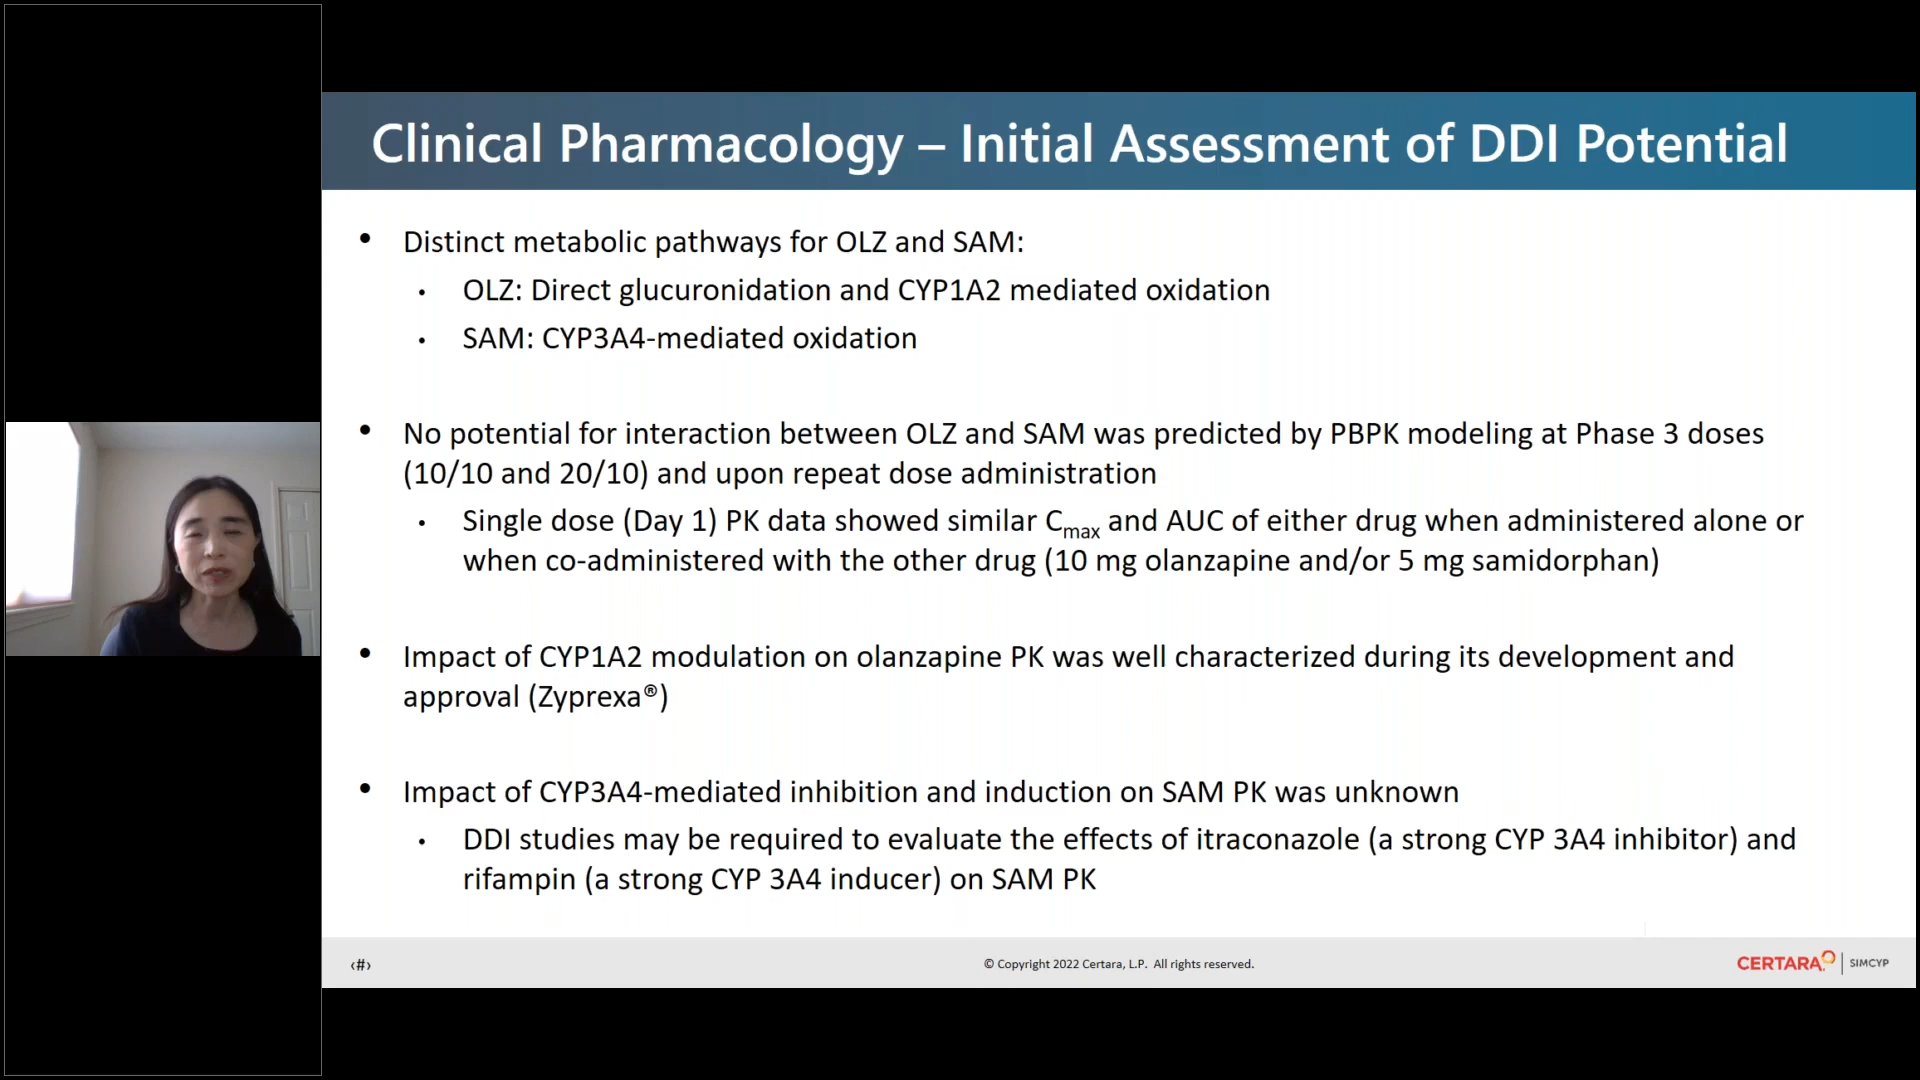 Clinical Pharmacology – Initial Assessment of DDI Potential
• Distinct metabolic pathways for OLZ and SAM:
• OLZ: Direct glucuronidation and CYP1A2 mediated oxidation
• SAM: CYP3A4-mediated oxidation
• No potential for interaction between OLZ and SAM was predicted by PBPK modeling at Phase 3 doses
(10/10 and 20/10) and upon repeat dose administration
• Single dose (Day 1) PK data showed similar Cmax and AUC of either drug when administered alone or
when co-administered with the other drug (10 mg olanzapine and/or 5 mg samidorphan)
• Impact of CYP1A2 modulation on olanzapine PK was well characterized during its development and
approval (Zyprexa®)
• Impact of CYP3A4-mediated inhibition and induction on SAM PK was unknown
• DDI studies may be required to evaluate the effects of itraconazole (a strong CYP 3A4 inhibitor) and
rifampin (a strong CYP 3A4 inducer) on SAM PK
‹#›
© Copyright 2022 Certara, L.P. All rights reserved.
CERTARA | SIMCYP